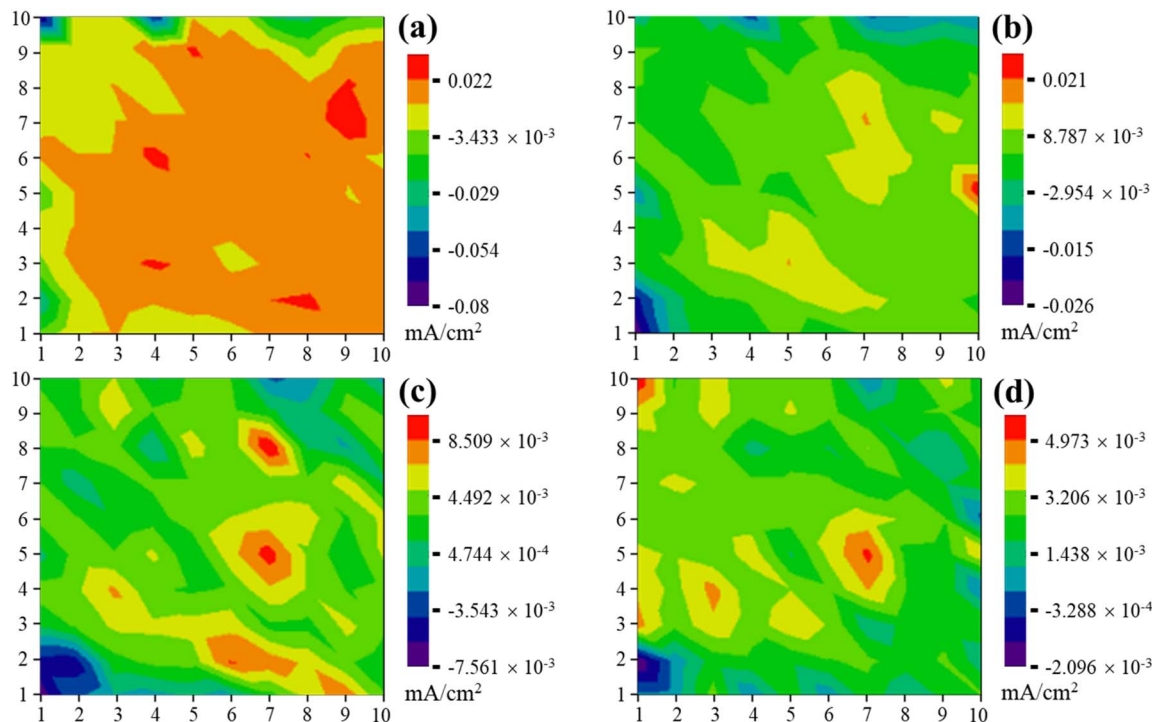 (a)
10
9
8
7
6
5
4
3
2
1
1 2 3 4 5 6 7 8 9 10
0.022
-3.433 × 10-3
-0.029
-0.054
-0.08
mA/cm2
(b)
10
9
8
7
6
5
4
3
2
1
1 2 3 4 5 6 7 8 9 10
0.021
8.787 × 10-3
-2.954 × 10-3
-0.015
-0.026
mA/cm2
(c)
10
9
8
7
6
5
4
3
2
1
1 2 3 4 5 6 7 8 9 10
8.509 × 10-3
4.492 × 10-3
4.744 × 10-4
-3.543 × 10-3
-7.561 × 10-3
mA/cm2
(d)
10
9
8
7
6
5
4
3
2
1
1 2 3 4 5 6 7 8 9 10
4.973 × 10-3
3.206 × 10-3
1.438 × 10-3
-3.288 × 10-4
-2.096 × 10-3
mA/cm2